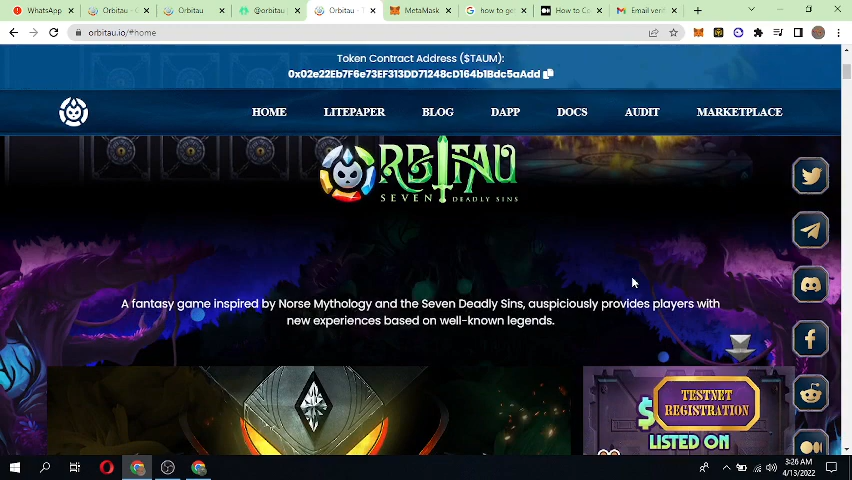 WhatsApp
Orbitau - G
Orbitau
@orbitau
Orbitau - T
MetaMask
how to get
How to Co
Email verif
orbitau.io/#home
Token Contract Address ($TAUM):
0x02e22Eb7F6e73EF313DD71248cD164b1Bdc5aAdd
HOME
LITEPAPER
BLOG
DAPP
DOCS
AUDIT
MARKETPLACE
ORBITAU
SEVEN DEADLY SINS
A fantasy game inspired by Norse Mythology and the Seven Deadly Sins, auspiciously provides players with
new experiences based on well-known legends.
TESTNET
REGISTRATION
LISTED ON
3:26 AM
4/13/2022